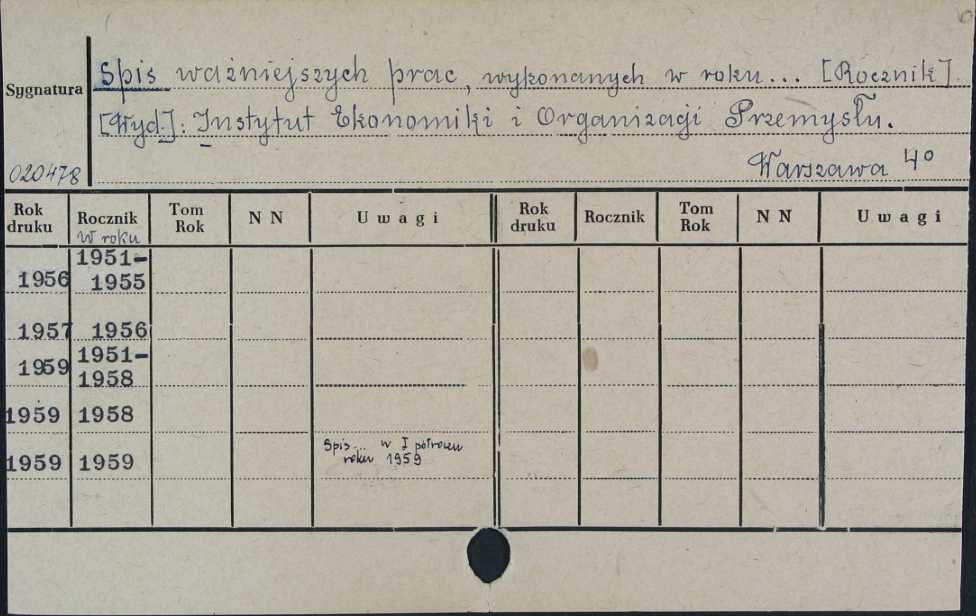 Sygnatura
Spis ważniejszych prac, wykonanych w roku... [Rocznik].
[Wyd.]: Instytut Ekonomiki i Organizacji Przemysłu.
020478 Warszawa 4°
Rok druku Rocznik W roku Tom Rok N N Uwagi Rok druku Rocznik Tom Rok N N Uwagi
1956 1951-1955
1957 1956
1959 1951-1958
1959 1958
1959 1959 Spis... w I półroczu roku 1959